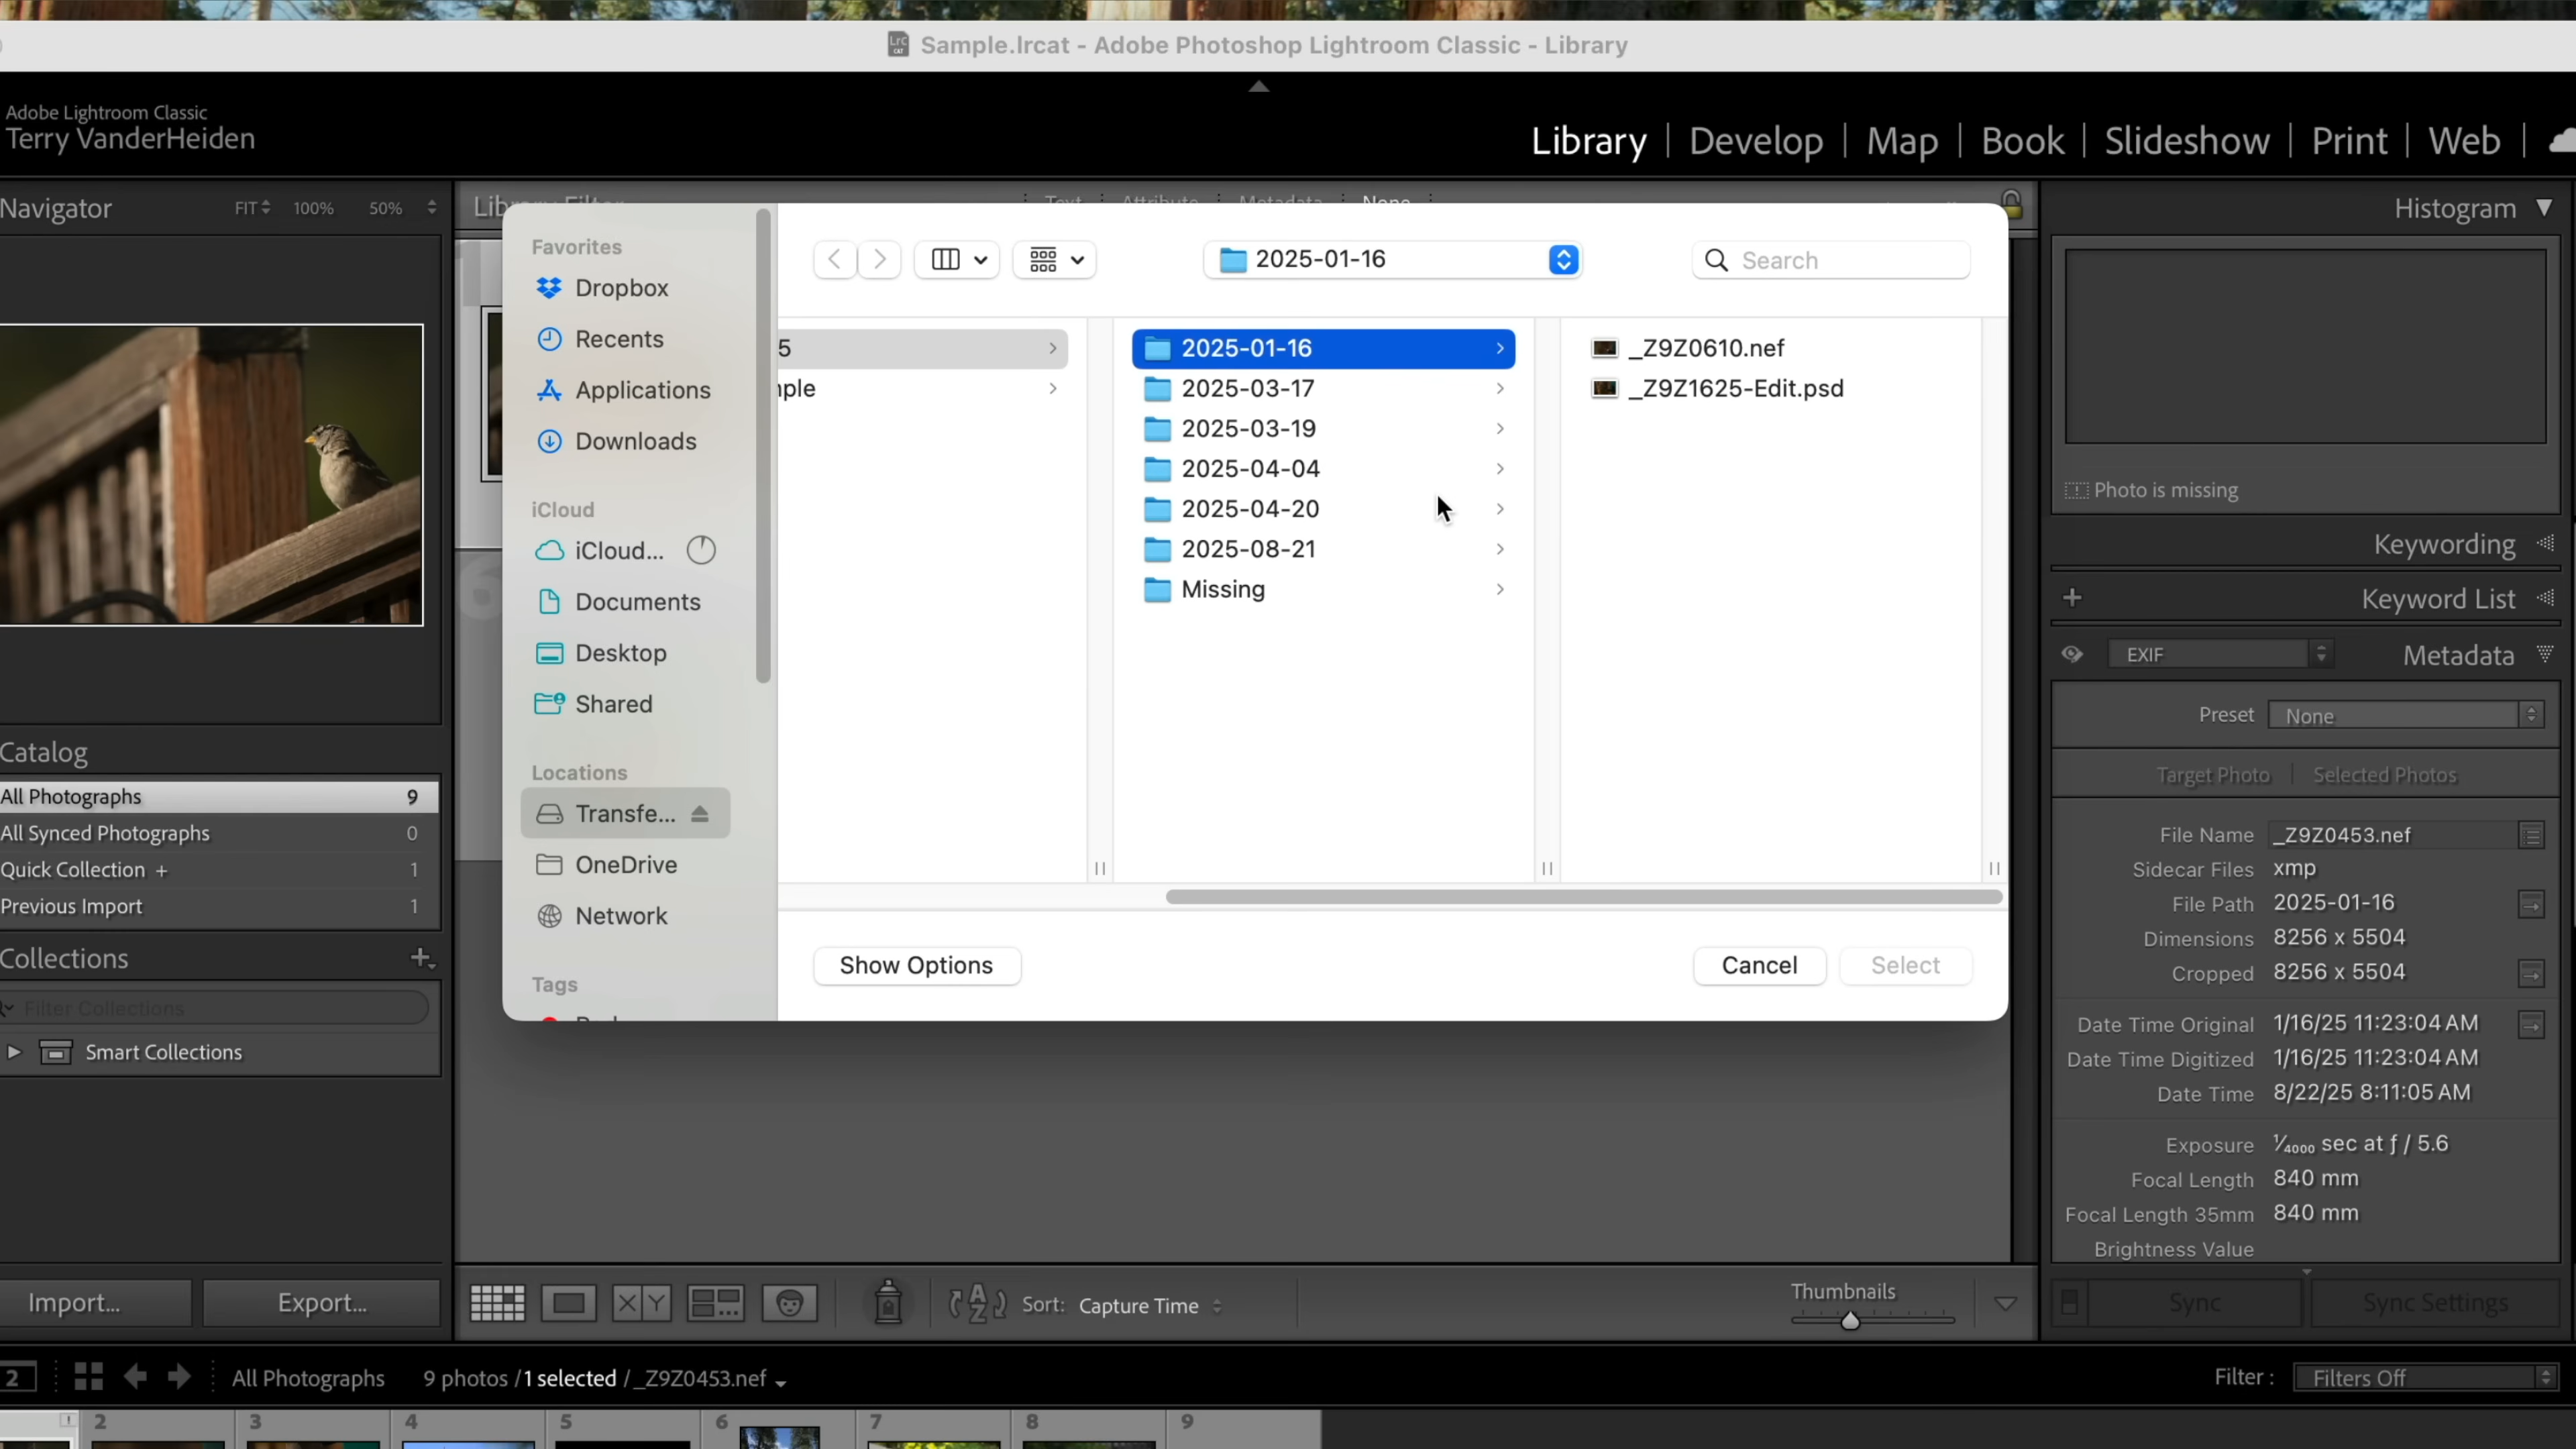 Sample.lrcat - Adobe Photoshop Lightroom Classic - Library
Adobe Lightroom Classic
Terry VanderHeiden
Library | Develop | Map | Book | Slideshow | Print | Web |
Navigator
FIT 100% 50%
Histogram
Favorites
Dropbox
Recents
Applications
Downloads
iCloud
iCloud...
Documents
Desktop
Shared
Locations
Transfe...
OneDrive
Network
Tags
2025-01-16
Search
5
nple
2025-01-16
2025-03-17
2025-03-19
2025-04-04
2025-04-20
2025-08-21
Missing
_Z9Z0610.nef
_Z9Z1625-Edit.psd
Show Options
Cancel
Select
Catalog
All Photographs 9
All Synced Photographs 0
Quick Collection + 1
Previous Import 1
Collections
Filter Collections
Smart Collections
Import...
Export...
Photo is missing
Keywording
Keyword List
EXIF
Metadata
Preset None
Target Photo | Selected Photos
File Name _Z9Z0453.nef
Sidecar Files xmp
File Path 2025-01-16
Dimensions 8256 x 5504
Cropped 8256 x 5504
Date Time Original 1/16/25 11:23:04 AM
Date Time Digitized 1/16/25 11:23:04 AM
Date Time 8/22/25 8:11:05 AM
Exposure 1/4000 sec at ƒ / 5.6
Focal Length 840 mm
Focal Length 35mm 840 mm
Brightness Value
XY
Sort: Capture Time
Thumbnails
Sync
Sync Settings
2
All Photographs
9 photos / 1 selected / _Z9Z0453.nef
Filter : Filters Off
2 3 4 5 6 7 8 9